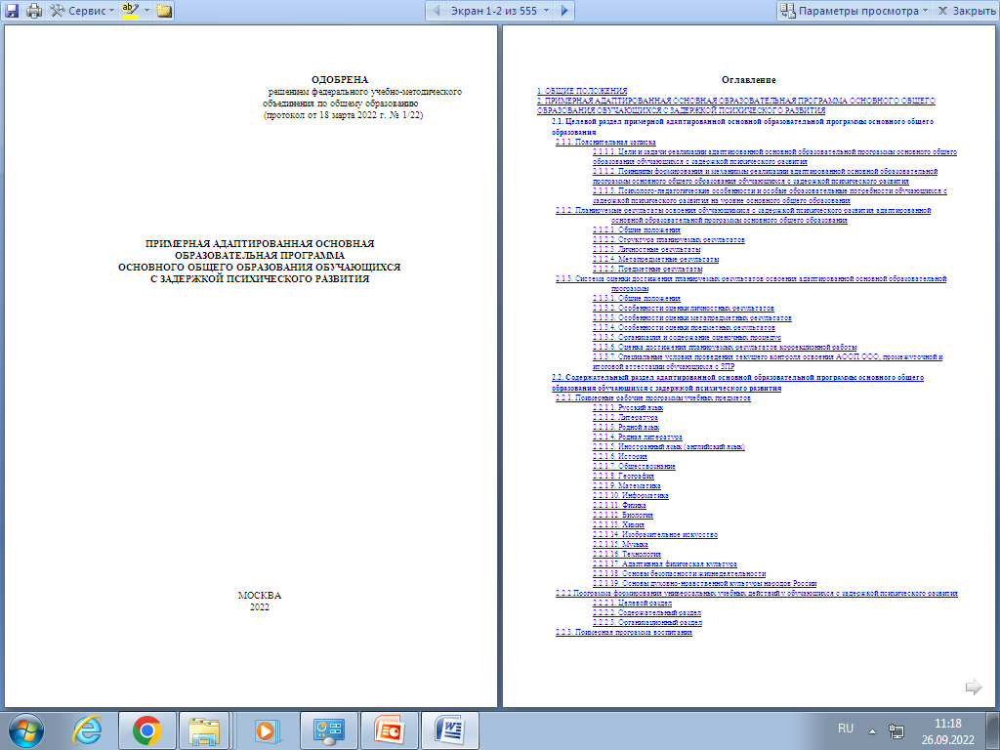 Сервис
ab
Экран 1-2 из 555
Параметры просмотра
Закрыть
ОДОБРЕНА
решением федерального учебно-методического
объединения по общему образованию
(протокол от 18 марта 2022 г. № 1/22)
ПРИМЕРНАЯ АДАПТИРОВАННАЯ ОСНОВНАЯ
ОБРАЗОВАТЕЛЬНАЯ ПРОГРАММА
ОСНОВНОГО ОБЩЕГО ОБРАЗОВАНИЯ ОБУЧАЮЩИХСЯ
С ЗАДЕРЖКОЙ ПСИХИЧЕСКОГО РАЗВИТИЯ
МОСКВА
2022
Оглавление
1. ОБЩИЕ ПОЛОЖЕНИЯ
2. ПРИМЕРНАЯ АДАПТИРОВАННАЯ ОСНОВНАЯ ОБРАЗОВАТЕЛЬНАЯ ПРОГРАММА ОСНОВНОГО ОБЩЕГО
ОБРАЗОВАНИЯ ОБУЧАЮЩИХСЯ С ЗАДЕРЖКОЙ ПСИХИЧЕСКОГО РАЗВИТИЯ
2.1. Целевой раздел примерной адаптированной основной образовательной программы основного общего
образования
2.1.1. Пояснительная записка
2.1.1.1. Цели и задачи реализации адаптированной основной образовательной программы основного общего
образования обучающихся с задержкой психического развития
2.1.1.2. Принципы формирования и механизмы реализации адаптированной основной образовательной
программы основного общего образования обучающихся с задержкой психического развития
2.1.1.3. Психолого-педагогические особенности и особые образовательные потребности обучающихся с
задержкой психического развития на уровне основного общего образования
2.1.2. Планируемые результаты освоения обучающимися с задержкой психического развития адаптированной
основной образовательной программы основного общего образования
2.1.2.1. Общие положения
2.1.2.2. Структура планируемых результатов
2.1.2.3. Личностные результаты
2.1.2.4. Метапредметные результаты
2.1.2.5. Предметные результаты
2.1.3. Система оценки достижения планируемых результатов освоения адаптированной основной образовательной
программы
2.1.3.1. Общие положения
2.1.3.2. Особенности оценки личностных результатов
2.1.3.3. Особенности оценки метапредметных результатов
2.1.3.4. Особенности оценки предметных результатов
2.1.3.5. Организация и содержание оценочных процедур
2.1.3.6. Оценка достижения планируемых результатов коррекционной работы
2.1.3.7. Специальные условия проведения текущего контроля освоения АООП ООО, промежуточной и
итоговой аттестации обучающихся с ЗПР
2.2. Содержательный раздел адаптированной основной образовательной программы основного общего
образования обучающихся с задержкой психического развития
2.2.1. Примерные рабочие программы учебных предметов
2.2.1.1. Русский язык
2.2.1.2. Литература
2.2.1.3. Родной язык
2.2.1.4. Родная литература
2.2.1.5. Иностранный язык (английский язык)
2.2.1.6. История
2.2.1.7. Обществознание
2.2.1.8. География
2.2.1.9. Математика
2.2.1.10. Информатика
2.2.1.11. Физика
2.2.1.12. Биология
2.2.1.13. Химия
2.2.1.14. Изобразительное искусство
2.2.1.15. Музыка
2.2.1.16. Технология
2.2.1.17. Адаптивная физическая культура
2.2.1.18. Основы безопасности жизнедеятельности
2.2.1.19. Основы духовно-нравственной культуры народов России
2.2.2.Программа формирования универсальных учебных действий у обучающихся с задержкой психического развития
2.2.2.1. Целевой раздел
2.2.2.2. Содержательный раздел
2.2.2.3. Организационный раздел
2.2.3. Примерная программа воспитания
RU
11:18
26.09.2022